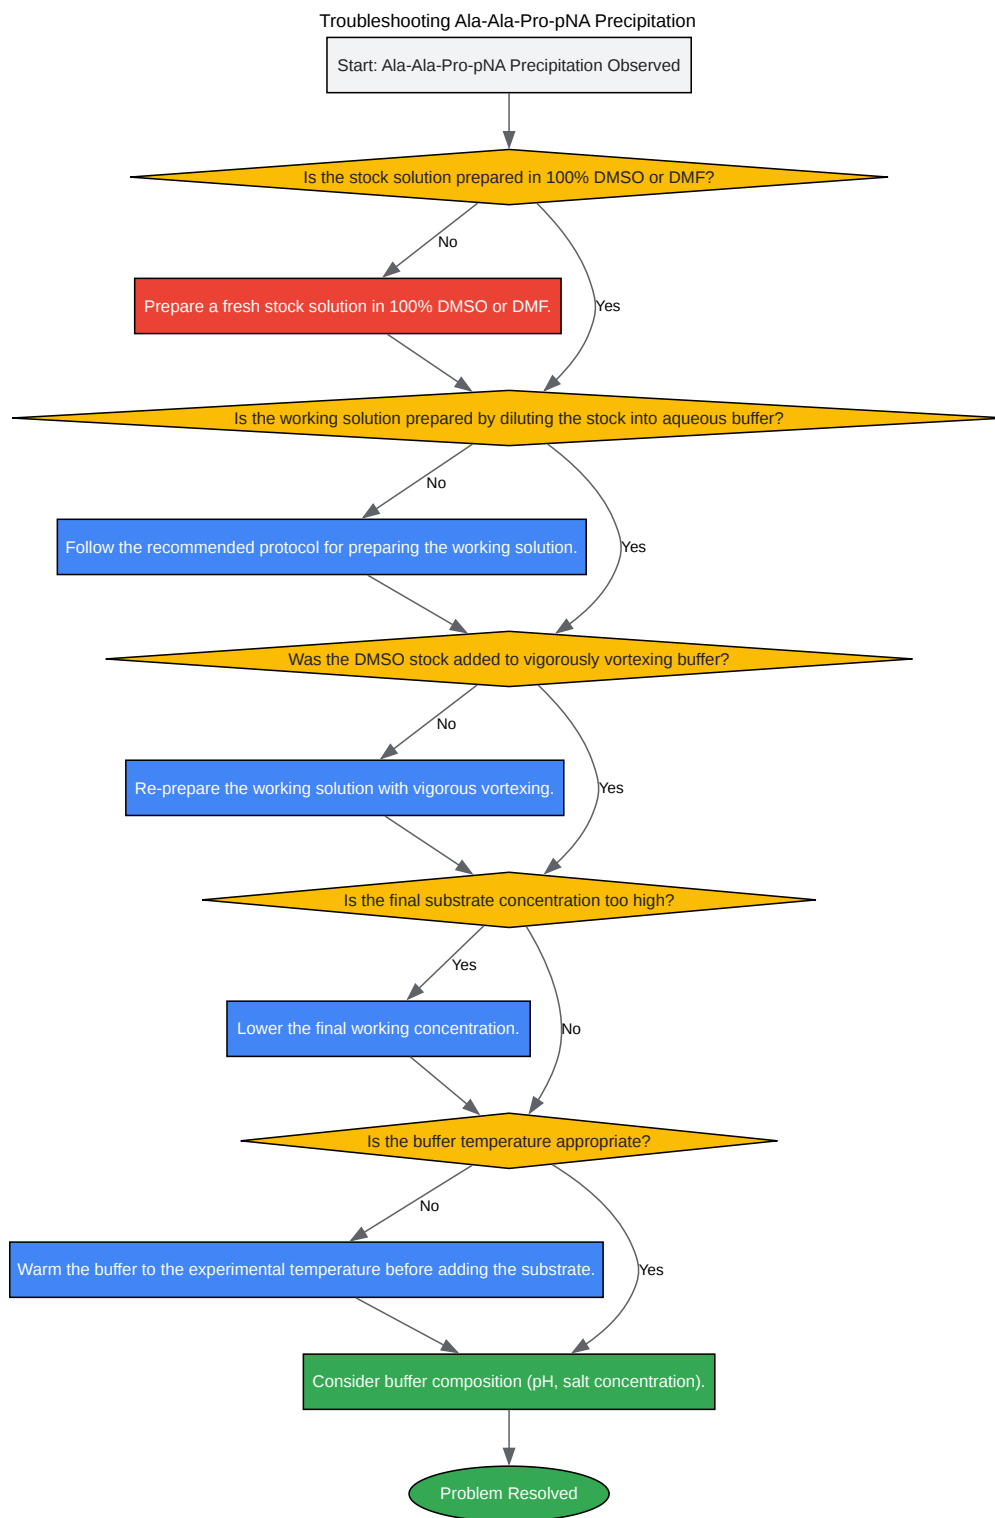 Troubleshooting Ala-Ala-Pro-pNA Precipitation
Start: Ala-Ala-Pro-pNA Precipitation Observed
Is the stock solution prepared in 100% DMSO or DMF?
No
Yes
Prepare a fresh stock solution in 100% DMSO or DMF.
Is the working solution prepared by diluting the stock into aqueous buffer?
No
Yes
Follow the recommended protocol for preparing the working solution.
Was the DMSO stock added to vigorously vortexing buffer?
No
Yes
Re-prepare the working solution with vigorous vortexing.
Is the final substrate concentration too high?
Yes
No
Lower the final working concentration.
Is the buffer temperature appropriate?
No
Yes
Warm the buffer to the experimental temperature before adding the substrate.
Consider buffer composition (pH, salt concentration).
Problem Resolved